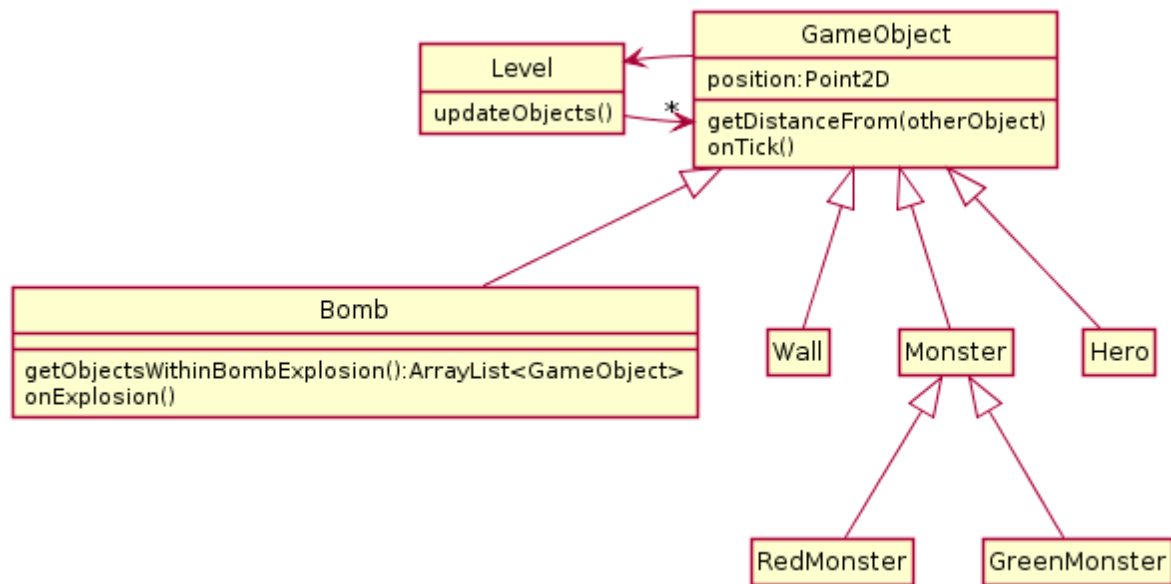 GameObject
position:Point2D
getDistanceFrom(otherObject)
onTick()
Level
updateObjects()
*
Bomb
getObjectsWithinBombExplosion():ArrayList<GameObject>
onExplosion()
Wall
Monster
Hero
RedMonster
GreenMonster